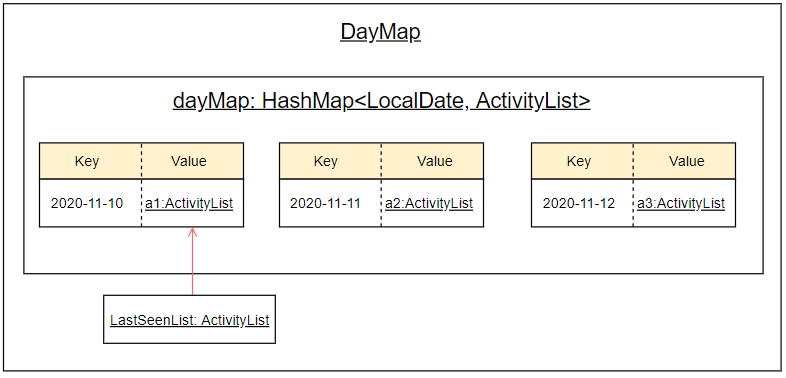 DayMap
dayMap: HashMap<LocalDate, ActivityList>
Key Value Key Value Key Value
2020-11-10 a1:ActivityList 2020-11-11 a2:ActivityList 2020-11-12 a3:ActivityList
LastSeenList: ActivityList